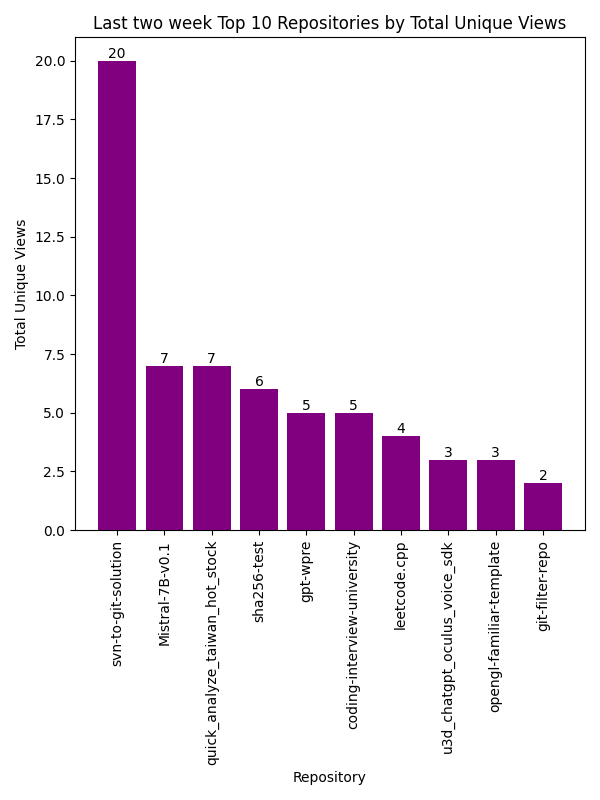 Last two week Top 10 Repositories by Total Unique Views
20
7
7
6
5
5
4
3
3
2
20.0
17.5
15.0
12.5
10.0
7.5
5.0
2.5
0.0
Total Unique Views
svn-to-git-solution
Mistral-7B-v0.1
quick_analyze_taiwan_hot_stock
sha256-test
gpt-wpre
coding-interview-university
leetcode.cpp
u3d_chatgpt_oculus_voice_sdk
opengl-familiar-template
git-filter-repo
Repository